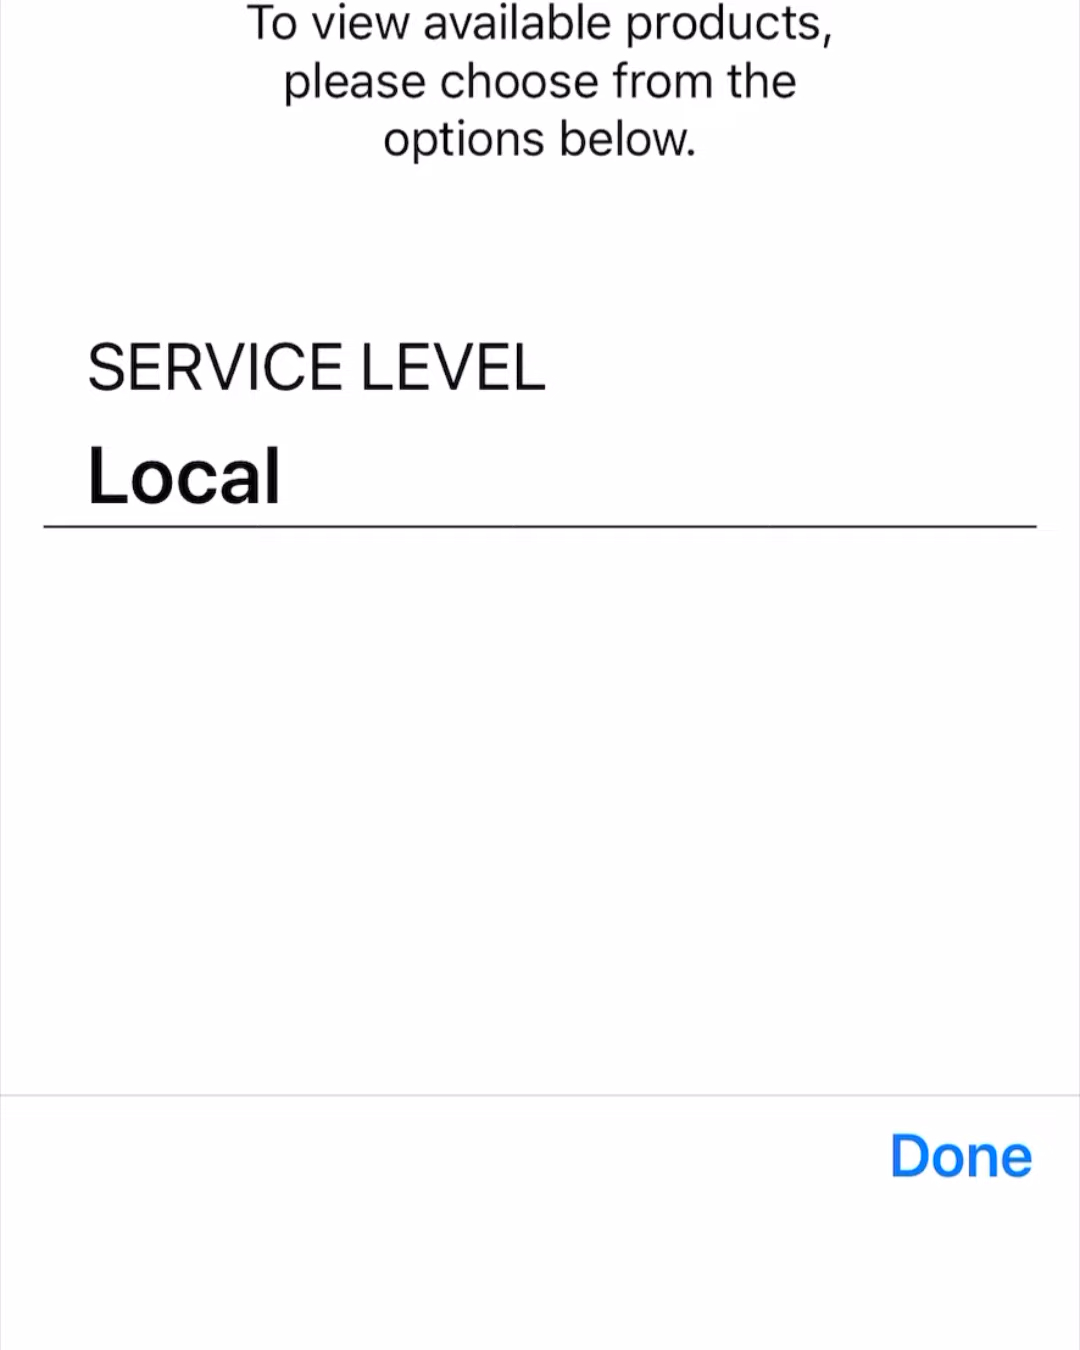 To view available products,
please choose from the
options below.
SERVICE LEVEL
Local
Done